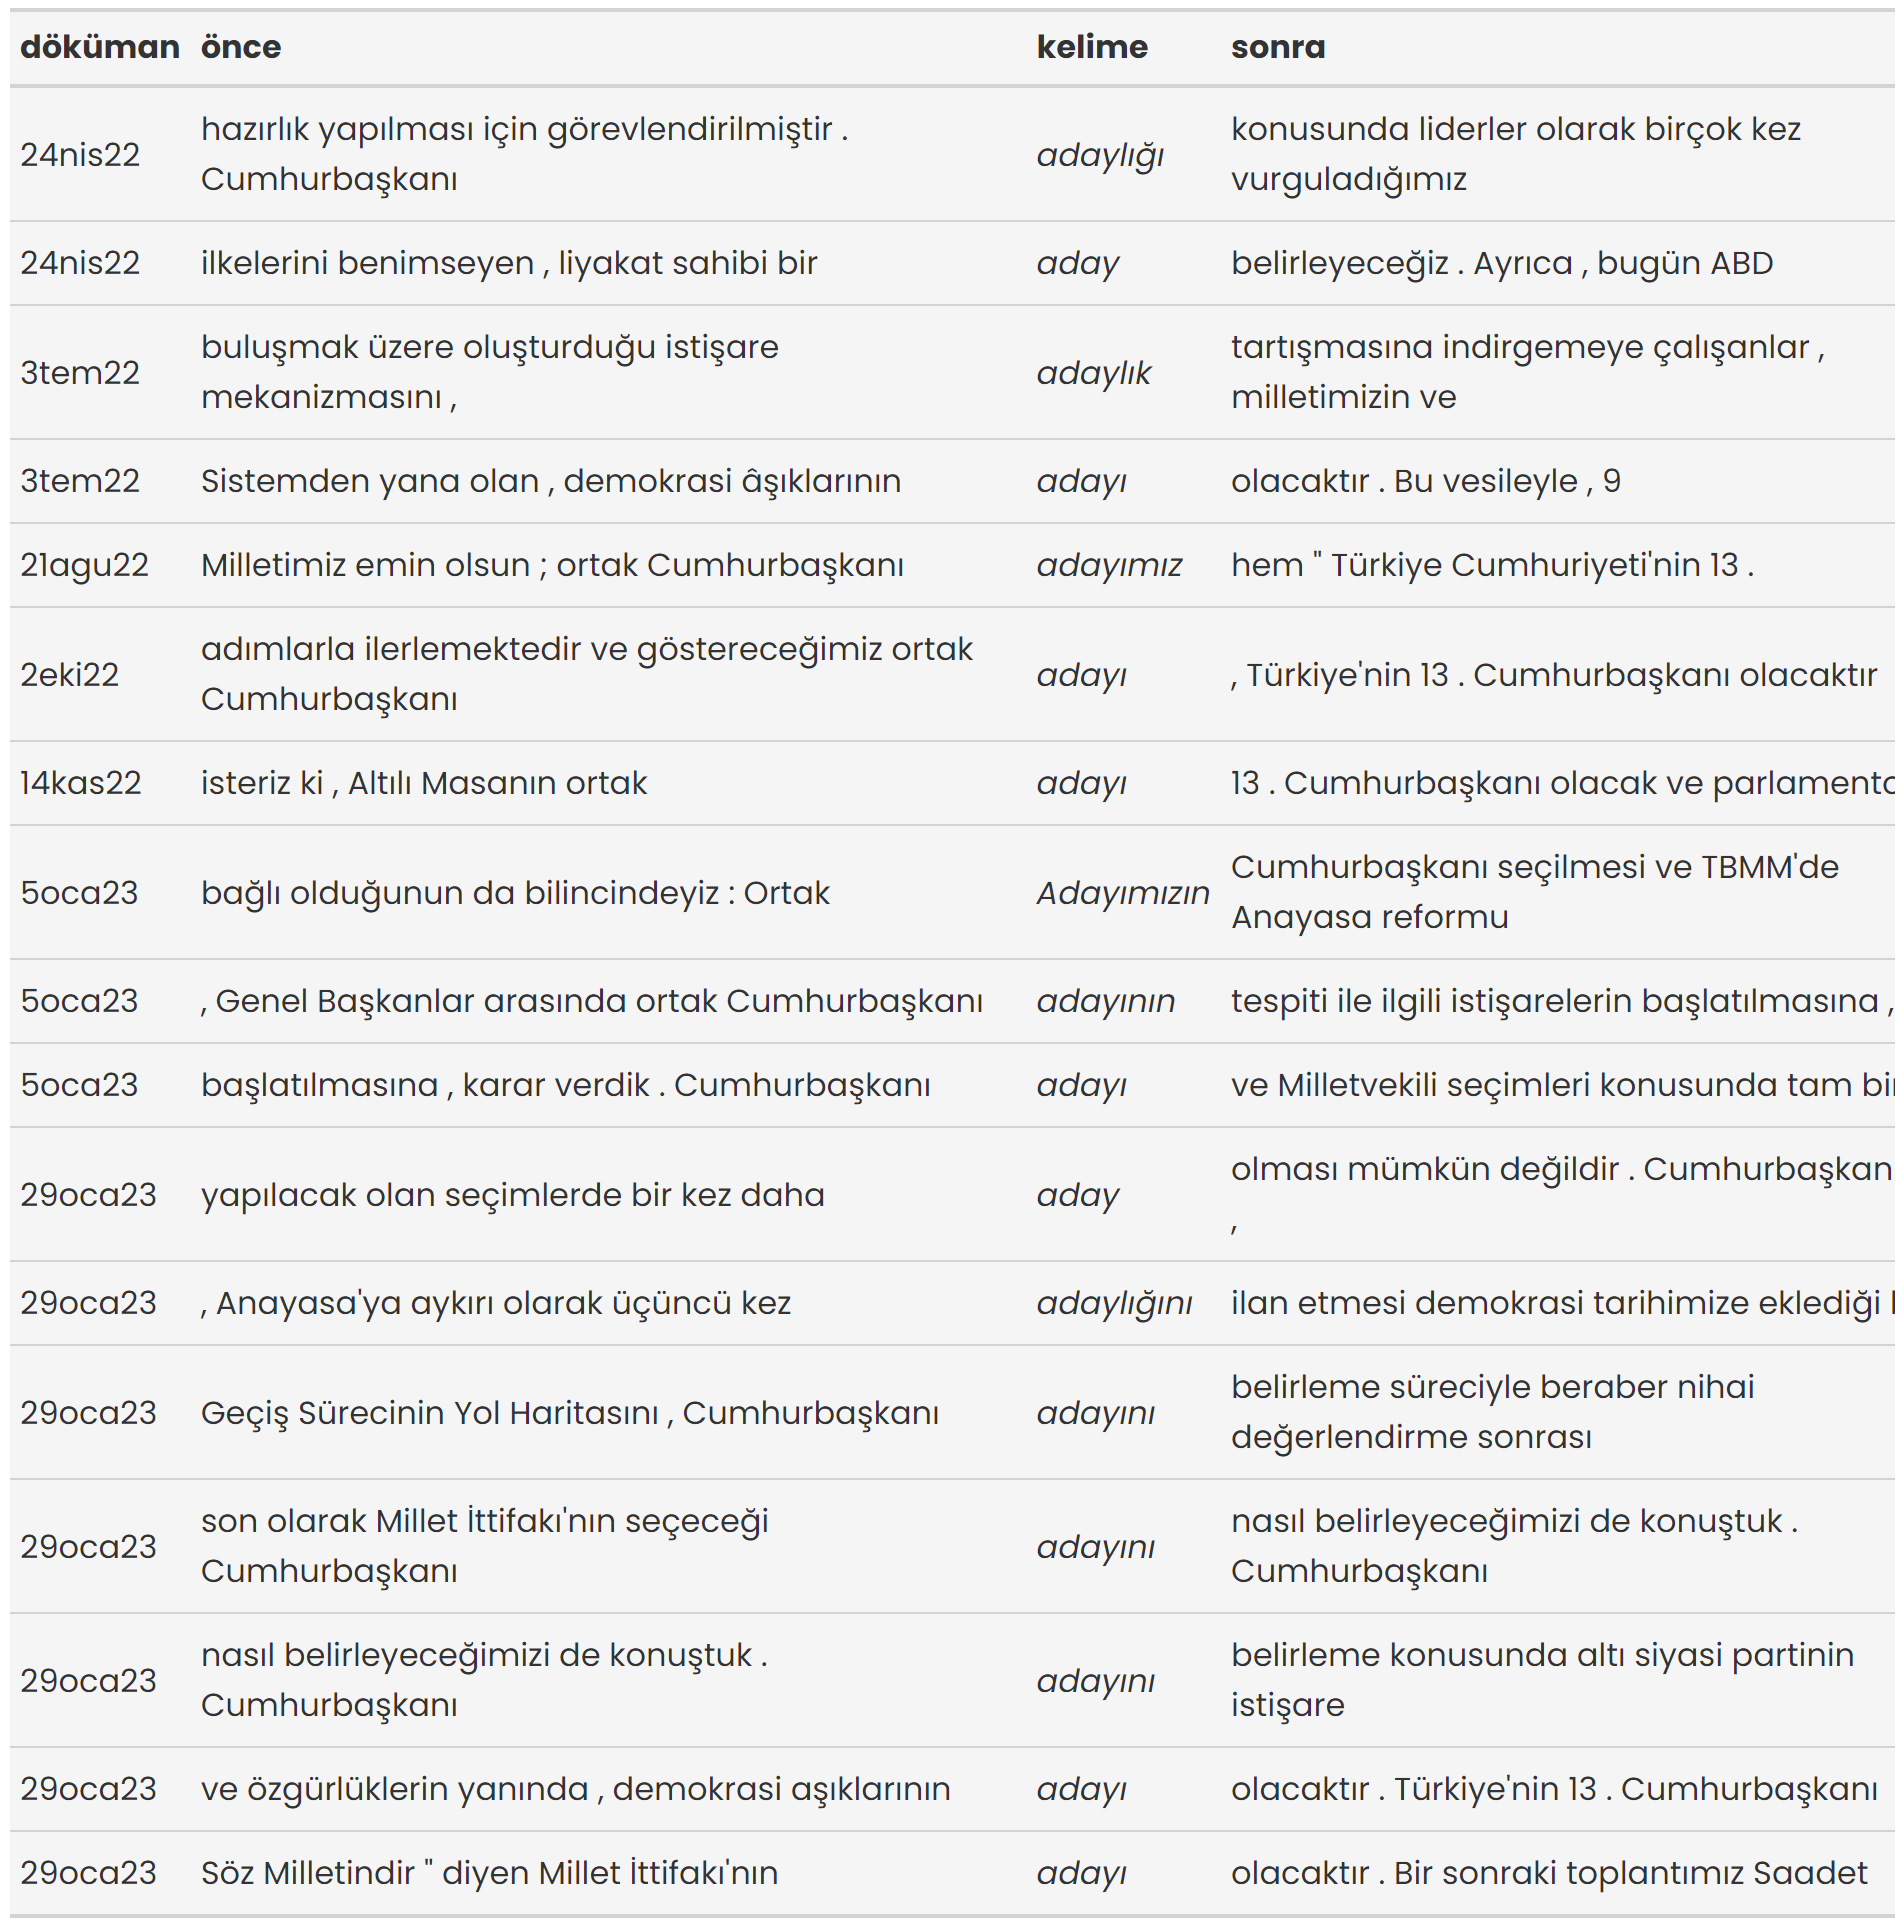 döküman önce kelime sonra
24nis22 hazırlık yapılması için görevlendirilmiştir . Cumhurbaşkanı adaylığı konusunda liderler olarak birçok kez vurguladığımız
24nis22 ilkelerini benimseyen , liyakat sahibi bir aday belirleyeceğiz . Ayrıca , bugün ABD
3tem22 buluşmak üzere oluşturduğu istişare mekanizmasını , adaylık tartışmasına indirgemeye çalışanlar , milletimizin ve
3tem22 Sistemden yana olan , demokrasi âşıklarının adayı olacaktır . Bu vesileyle , 9
21agu22 Milletimiz emin olsun ; ortak Cumhurbaşkanı adayımız hem " Türkiye Cumhuriyeti'nin 13 .
2eki22 adımlarla ilerlemektedir ve göstereceğimiz ortak Cumhurbaşkanı adayı , Türkiye'nin 13 . Cumhurbaşkanı olacaktır
14kas22 isteriz ki , Altılı Masanın ortak adayı 13 . Cumhurbaşkanı olacak ve
5oca23 bağlı olduğunun da bilincindeyiz : Ortak Adayımızın Cumhurbaşkanı seçilmesi ve TBMM'de Anayasa reformu
5oca23 , Genel Başkanlar arasında ortak Cumhurbaşkanı adayının tespiti ile ilgili istişarelerin başlatılmasına ,
5oca23 başlatılmasına , karar verdik . Cumhurbaşkanı adayı ve Milletvekili seçimleri konusunda tam
29oca23 yapılacak olan seçimlerde bir kez daha aday olması mümkün değildir . Cumhurbaşkan ,
29oca23 , Anayasa'ya aykırı olarak üçüncü kez adaylığını ilan etmesi demokrasi tarihimize eklediği
29oca23 Geçiş Sürecinin Yol Haritasını , Cumhurbaşkanı adayını belirleme süreciyle beraber nihai değerlendirme sonrası
29oca23 son olarak Millet İttifakı'nın seçeceği Cumhurbaşkanı adayını nasıl belirleyeceğimizi de konuştuk . Cumhurbaşkanı
29oca23 nasıl belirleyeceğimizi de konuştuk . Cumhurbaşkanı adayını belirleme konusunda altı siyasi partinin istişare
29oca23 ve özgürlüklerin yanında , demokrasi aşıklarının adayı olacaktır . Türkiye'nin 13 . Cumhurbaşkanı
29oca23 Söz Milletindir " diyen Millet İttifakı'nın adayı olacaktır . Bir sonraki toplantımız Saadet